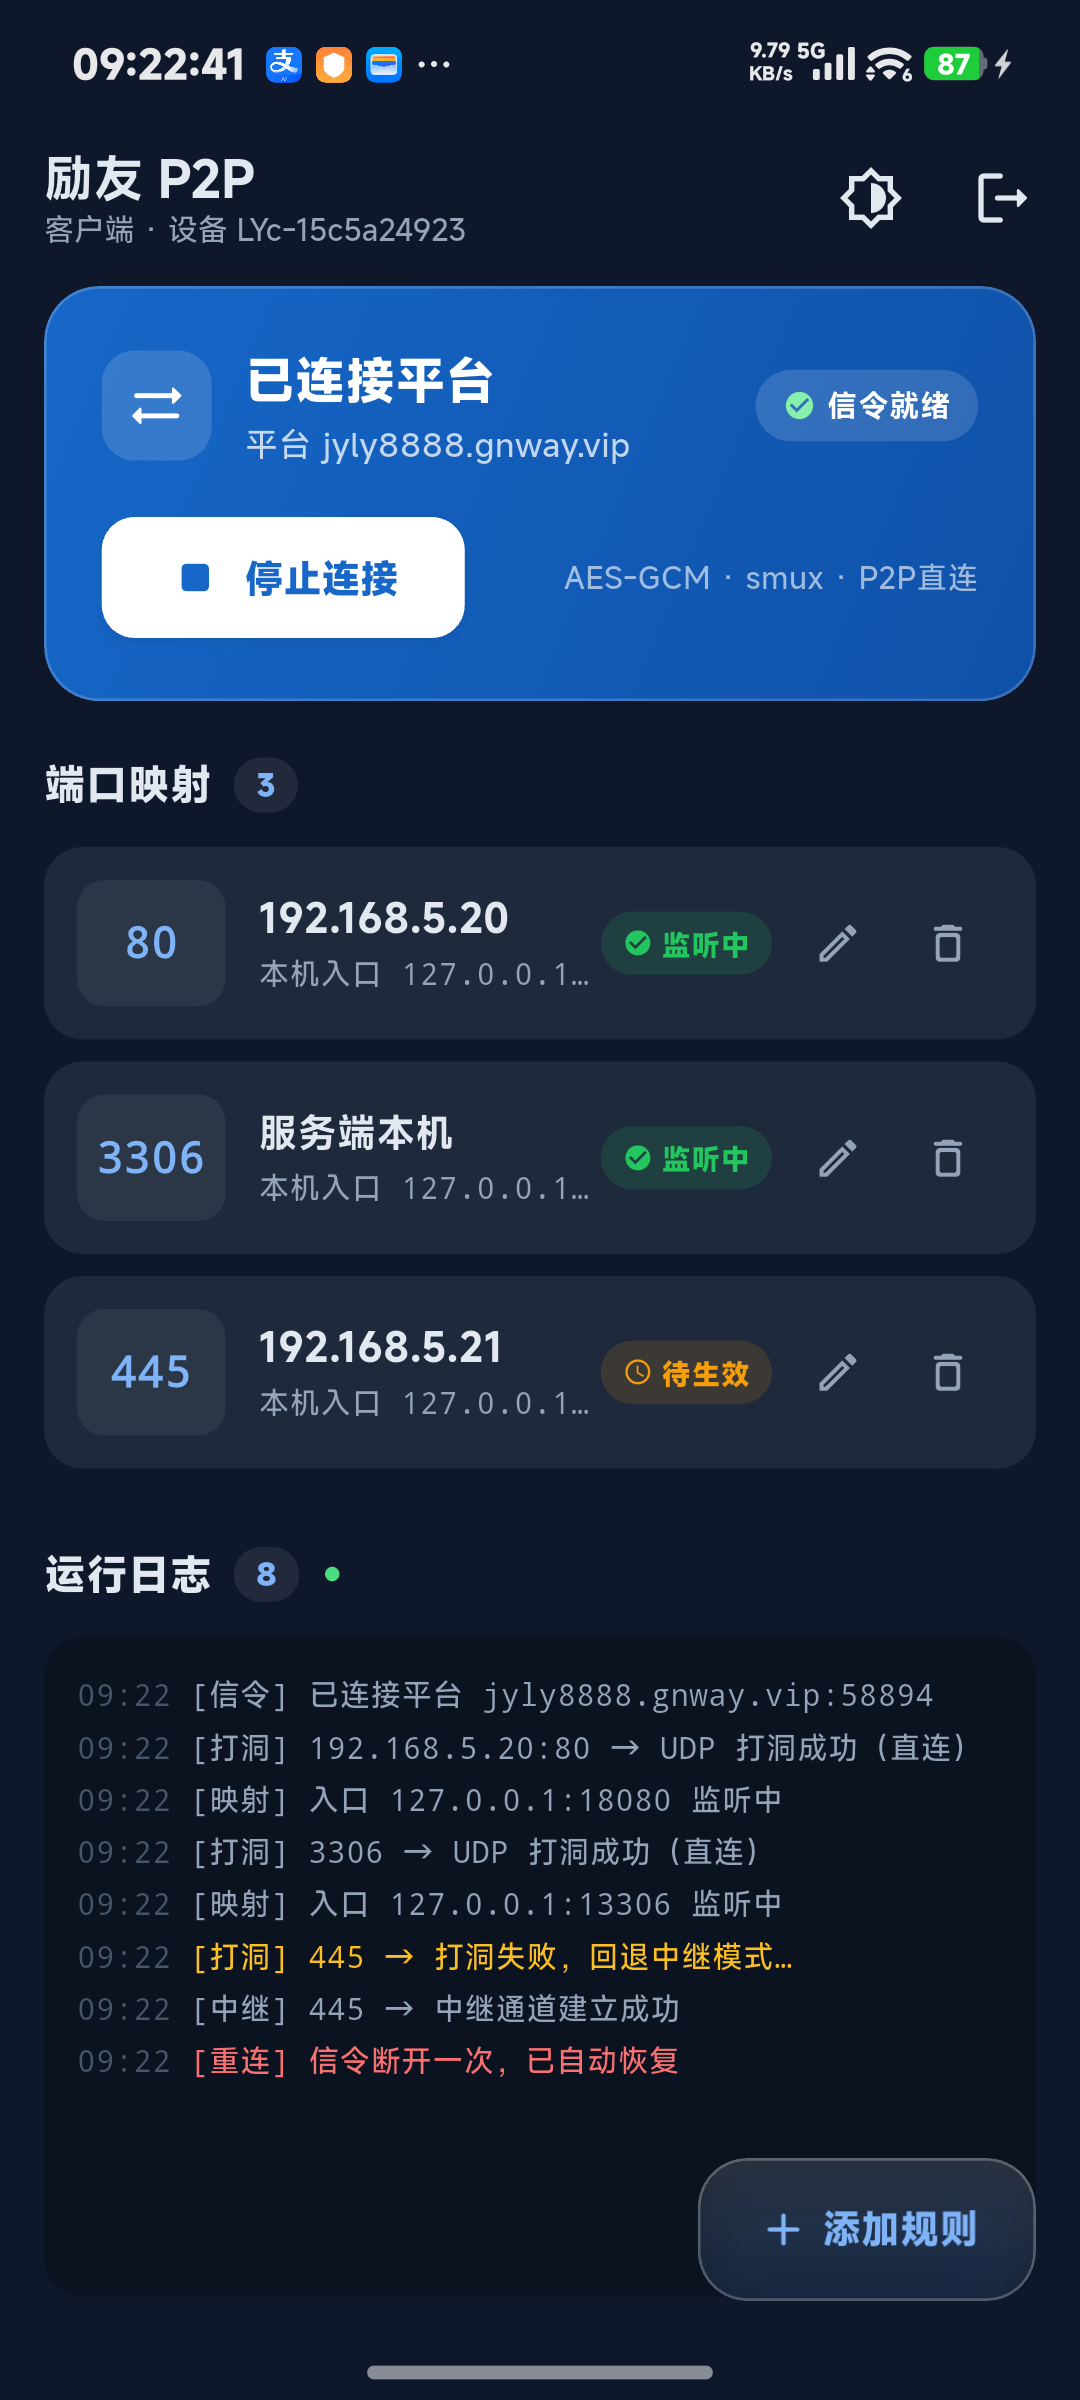 09:22:41 支 ··· 9.79 KB/s 5G 6 87
励友 P2P
客户端 · 设备 LYc-15c5a24923
已连接平台
平台 jyly8888.gnway.vip
信令就绪
停止连接
AES-GCM · smux · P2P直连
端口映射 3
80
192.168.5.20
本机入口 127.0.0.1…
监听中
3306
服务端本机
本机入口 127.0.0.1…
监听中
445
192.168.5.21
本机入口 127.0.0.1…
待生效
运行日志 8
09:22 [信令] 已连接平台 jyly8888.gnway.vip:58894
09:22 [打洞] 192.168.5.20:80 → UDP 打洞成功 (直连)
09:22 [映射] 入口 127.0.0.1:18080 监听中
09:22 [打洞] 3306 → UDP 打洞成功 (直连)
09:22 [映射] 入口 127.0.0.1:13306 监听中
09:22 [打洞] 445 → 打洞失败, 回退中继模式…
09:22 [中继] 445 → 中继通道建立成功
09:22 [重连] 信令断开一次, 已自动恢复
添加规则